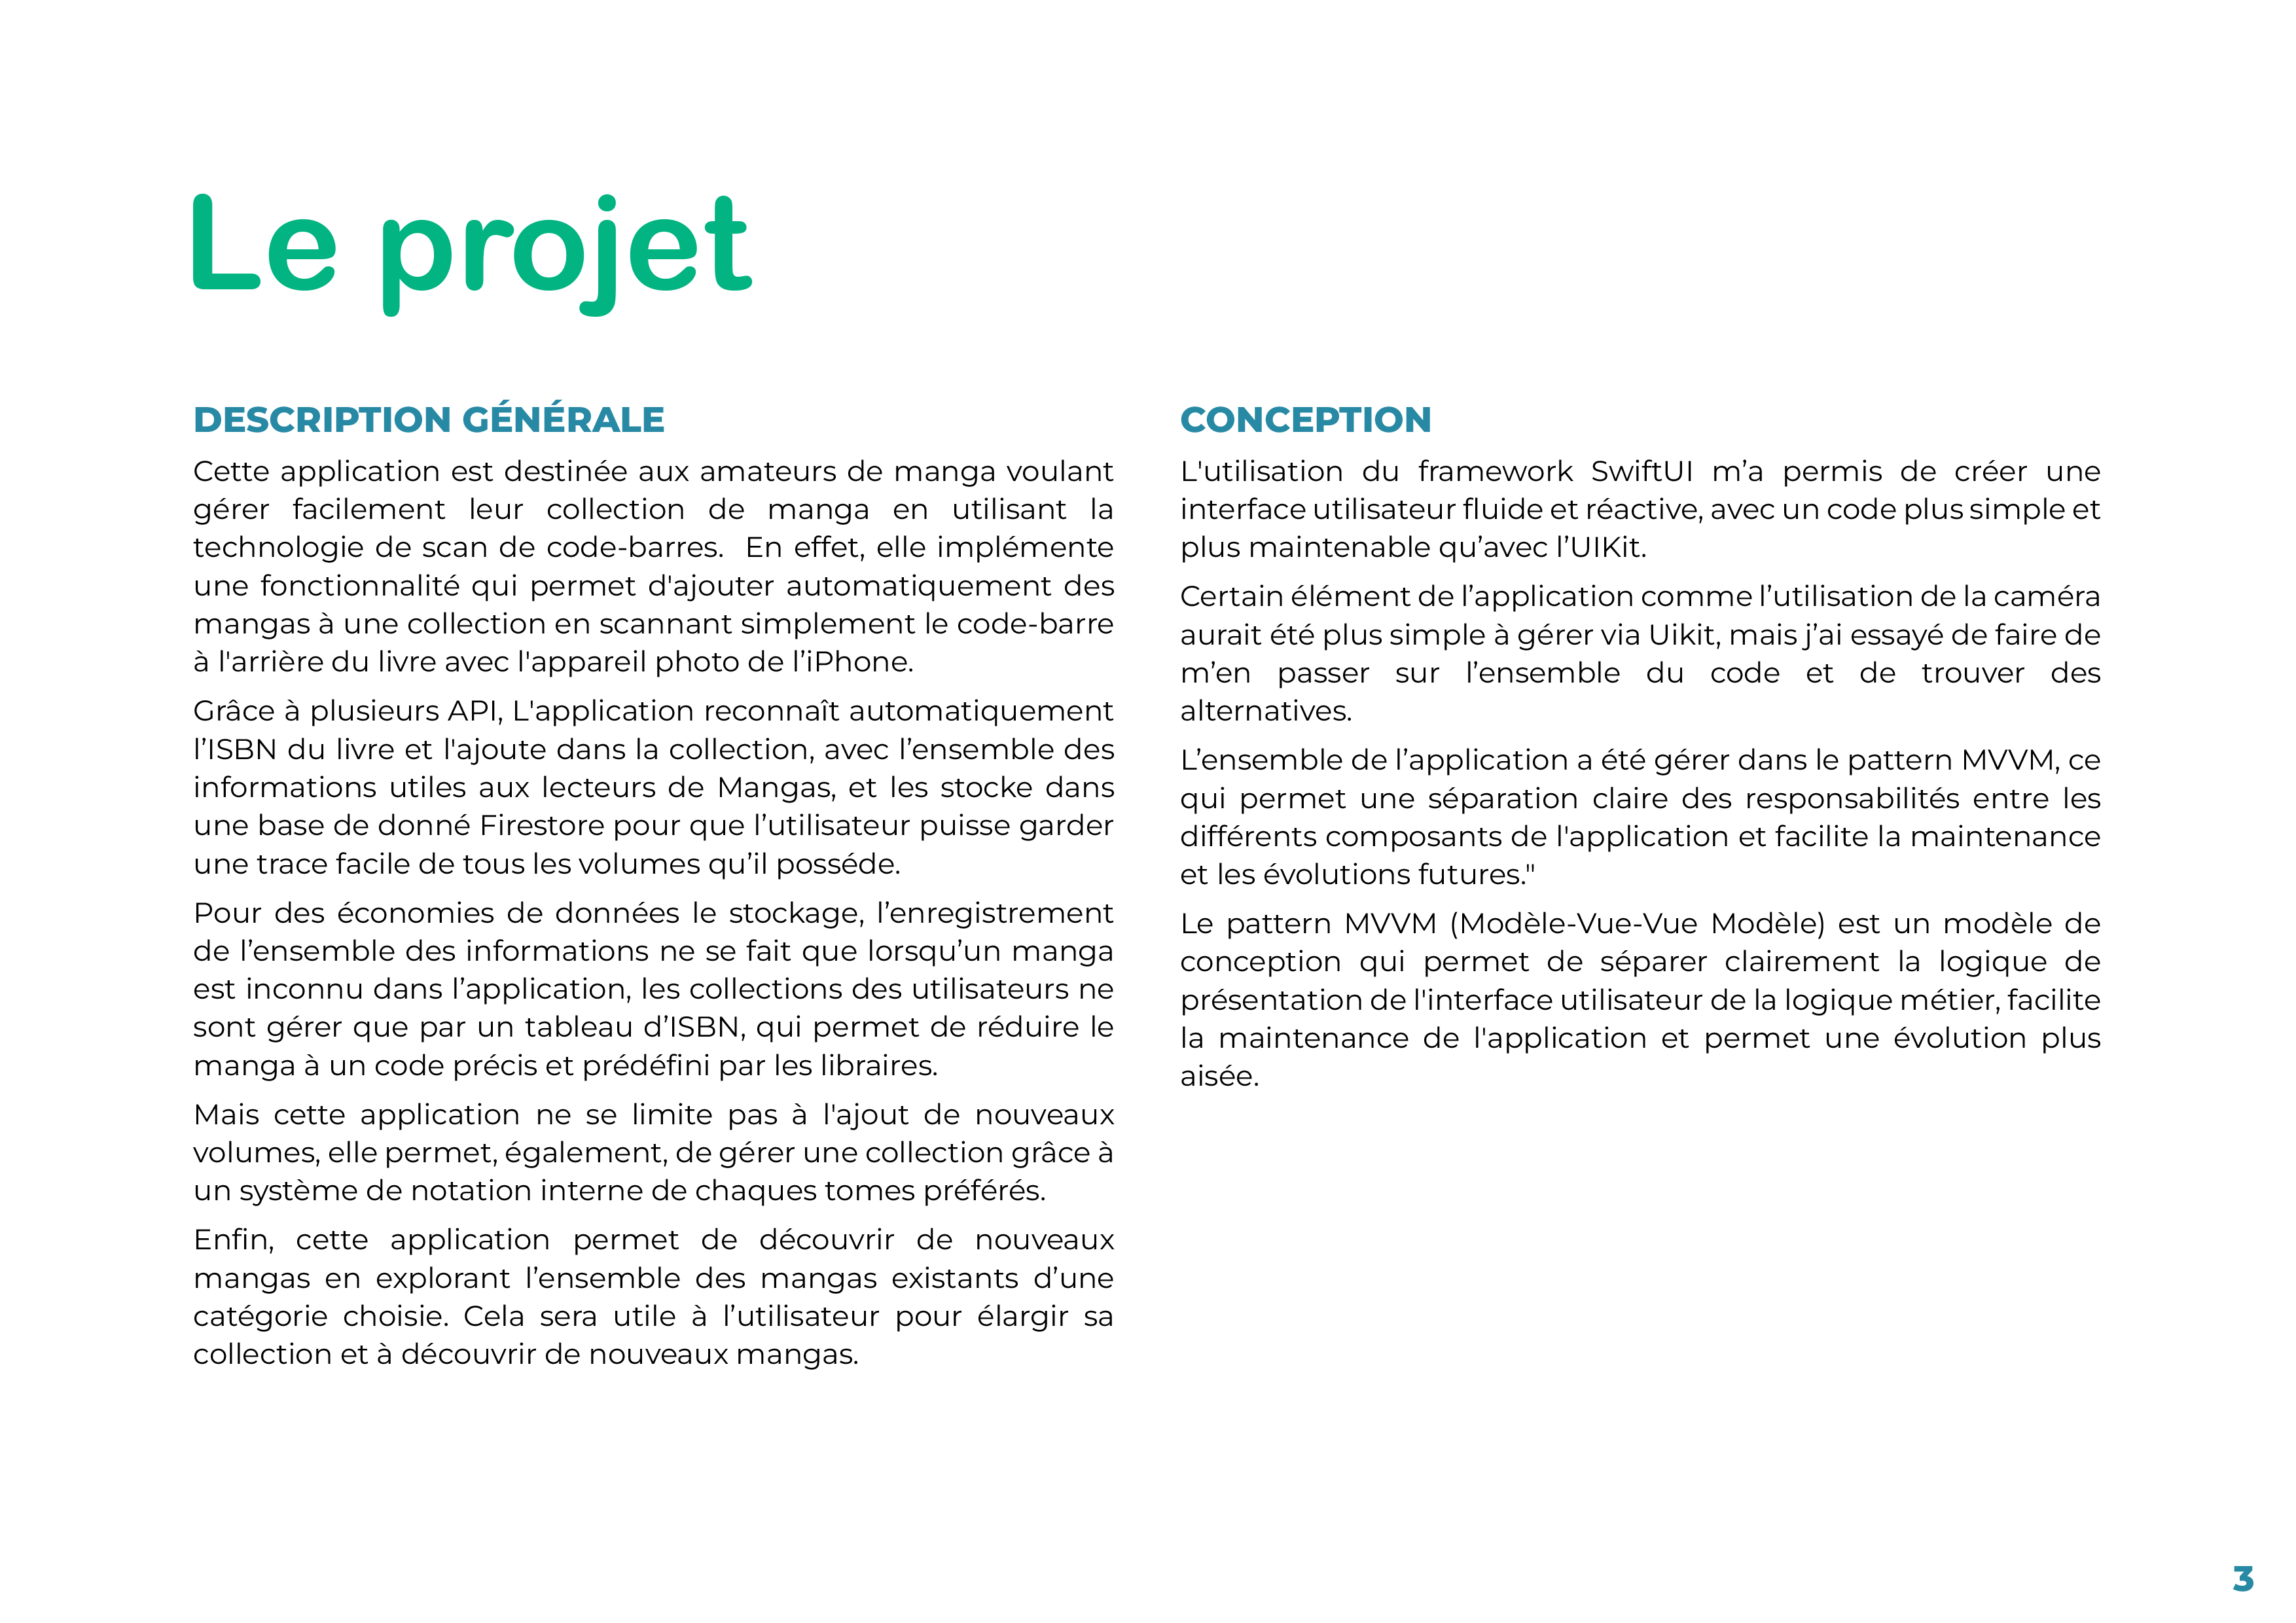 Le projet
DESCRIPTION GÉNÉRALE
Cette application est destinée aux amateurs de manga voulant
gérer facilement leur collection de manga en utilisant la
technologie de scan de code-barres.  En effet, elle implémente
une fonctionnalité qui permet d'ajouter automatiquement des
mangas à une collection en scannant simplement le code-barre
à l'arrière du livre avec l'appareil photo de l’iPhone.
Grâce à plusieurs API, L'application reconnaît automatiquement
l’ISBN du livre et l'ajoute dans la collection, avec l’ensemble des
informations utiles aux lecteurs de Mangas, et les stocke dans
une base de donné Firestore pour que l’utilisateur puisse garder
une trace facile de tous les volumes qu’il posséde.
Pour des économies de données le stockage, l’enregistrement
de l’ensemble des informations ne se fait que lorsqu’un manga
est inconnu dans l’application, les collections des utilisateurs ne
sont gérer que par un tableau d’ISBN, qui permet de réduire le
manga à un code précis et prédéfini par les libraires.
Mais cette application ne se limite pas à l'ajout de nouveaux
volumes, elle permet, également, de gérer une collection grâce à
un système de notation interne de chaques tomes préférés.
Enfin, cette application permet de découvrir de nouveaux
mangas en explorant l’ensemble des mangas existants d’une
catégorie choisie. Cela sera utile à l’utilisateur pour élargir sa
collection et à découvrir de nouveaux mangas.
CONCEPTION
L'utilisation du framework SwiftUI m’a permis de créer une
interface utilisateur fluide et réactive, avec un code plus simple et
plus maintenable qu’avec l’UIKit.
Certain élément de l’application comme l’utilisation de la caméra
aurait été plus simple à gérer via Uikit, mais j’ai essayé de faire de
m’en passer sur l’ensemble du code et de trouver des
alternatives.
L’ensemble de l’application a été gérer dans le pattern MVVM, ce
qui permet une séparation claire des responsabilités entre les
différents composants de l'application et facilite la maintenance
et les évolutions futures."
Le pattern MVVM (Modèle-Vue-Vue Modèle) est un modèle de
conception qui permet de séparer clairement la logique de
présentation de l'interface utilisateur de la logique métier, facilite
la maintenance de l'application et permet une évolution plus
aisée.
3